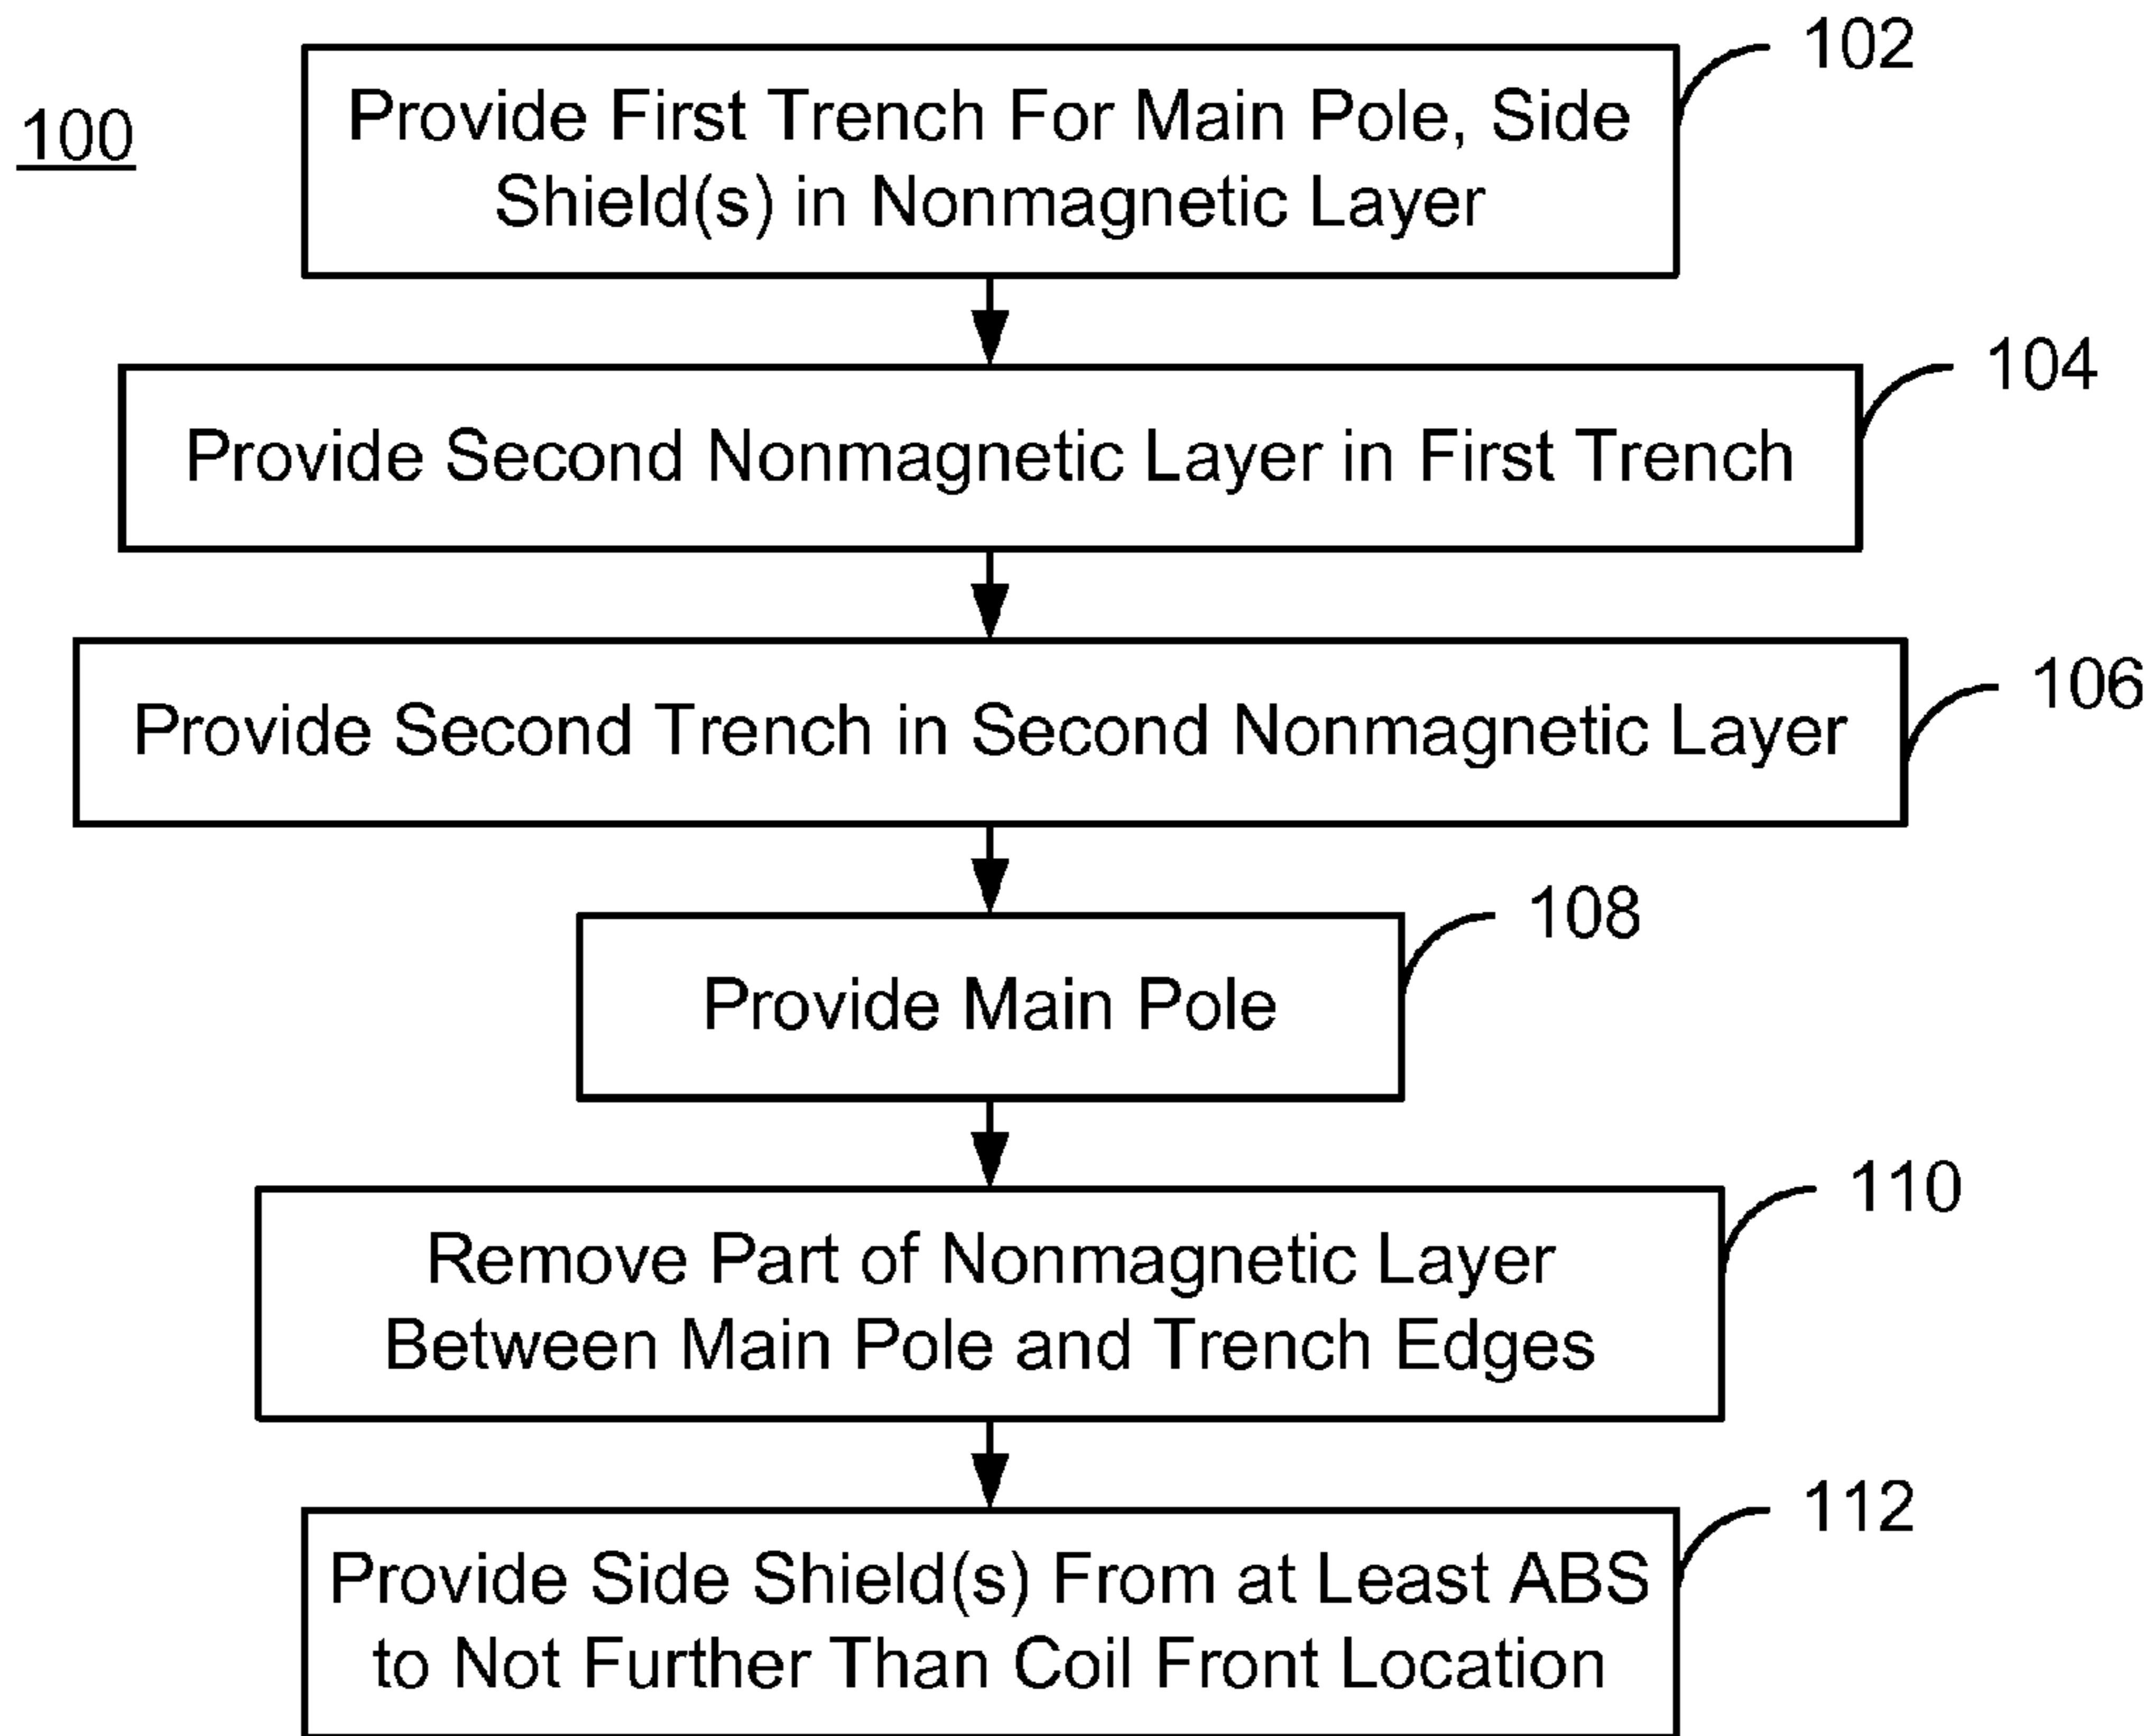 100
102
Provide First Trench For Main Pole, Side
Shield(s) in Nonmagnetic Layer
104
Provide Second Nonmagnetic Layer in First Trench
106
Provide Second Trench in Second Nonmagnetic Layer
108
Provide Main Pole
110
Remove Part of Nonmagnetic Layer
Between Main Pole and Trench Edges
112
Provide Side Shield(s) From at Least ABS
to Not Further Than Coil Front Location